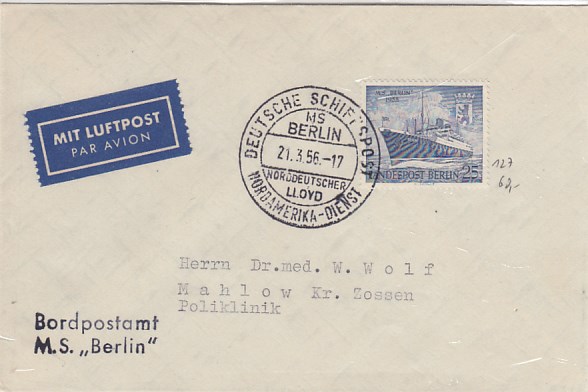 MIT LUFTPOST
PAR AVION
DEUTSCHE SCHIFFSPOST
MS
BERLIN
21.3.56.-17
NORDDEUTSCHER
LLOYD
NORDAMERIKA-DIENST
M.S. BERLIN
1955
DEUTSCHE BUNDESPOST BERLIN 25
127
62,-
Herrn Dr.med. W. Wolf
Mahlow Kr. Zossen
Poliklinik
Bordpostamt
M.S. „Berlin"